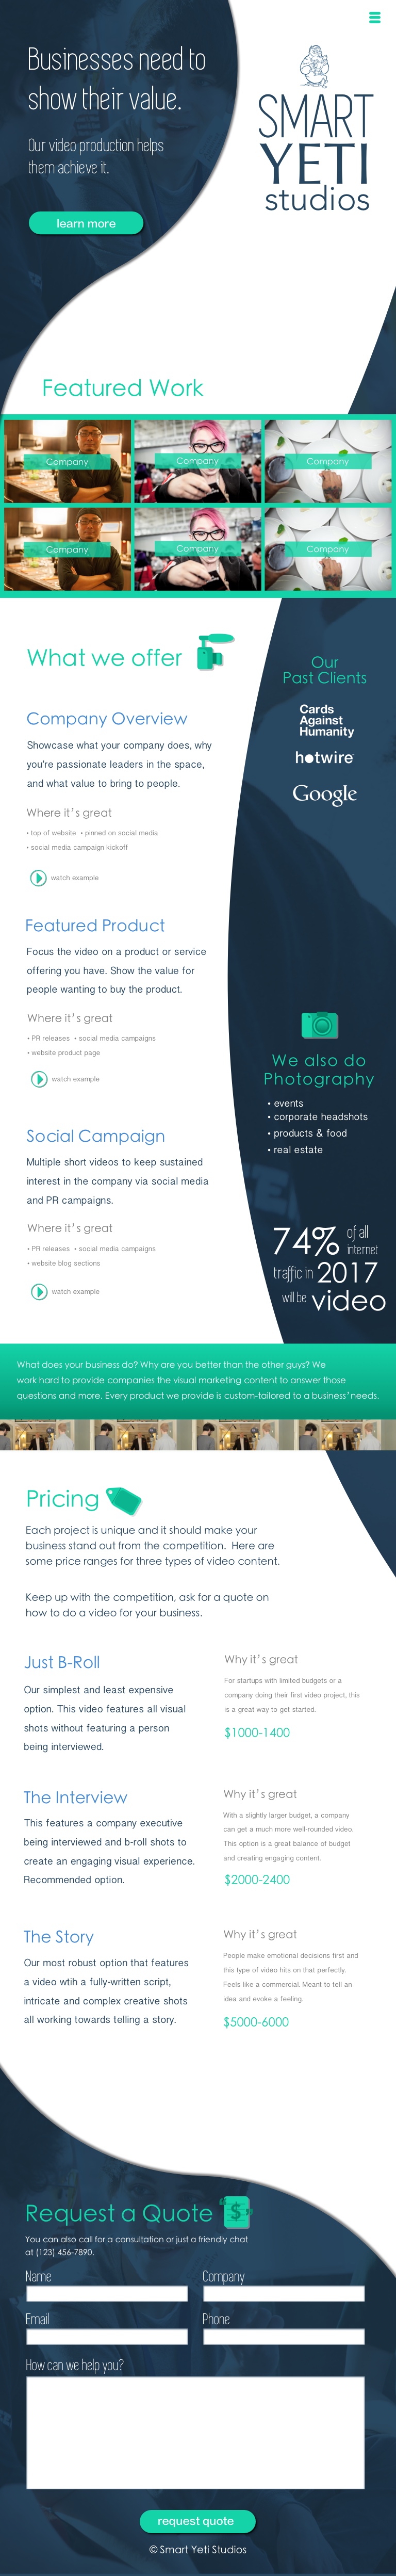 Businesses need to
show their value.
Our video production helps
them achieve it.
learn more
SMART
YETI
studios
Featured Work
Company
Company
Company
Company
Company
Company
What we offer
Company Overview
Showcase what your company does, why
you're passionate leaders in the space,
and what value to bring to people.
Where it's great
• top of website • pinned on social media
• social media campaign kickoff
watch example
Featured Product
Focus the video on a product or service
offering you have. Show the value for
people wanting to buy the product.
Where it's great
• PR releases • social media campaigns
• website product page
watch example
Social Campaign
Multiple short videos to keep sustained
interest in the company via social media
and PR campaigns.
Where it's great
• PR releases • social media campaigns
• website blog sections
watch example
Our
Past Clients
Cards
Against
Humanity
hotwire
Google
We also do
Photography
• events
• corporate headshots
• products & food
• real estate
74% of all
internet
traffic in 2017
will be video
What does your business do? Why are you better than the other guys? We
work hard to provide companies the visual marketing content to answer those
questions and more. Every product we provide is custom-tailored to a business' needs.
Pricing
Each project is unique and it should make your
business stand out from the competition. Here are
some price ranges for three types of video content.
Keep up with the competition, ask for a quote on
how to do a video for your business.
Just B-Roll
Our simplest and least expensive
option. This video features all visual
shots without featuring a person
being interviewed.
Why it's great
For startups with limited budgets or a
company doing their first video project, this
is a great way to get started.
$1000-1400
The Interview
This features a company executive
being interviewed and b-roll shots to
create an engaging visual experience.
Recommended option.
Why it's great
With a slightly larger budget, a company
can get a much more well-rounded video.
This option is a great balance of budget
and creating engaging content.
$2000-2400
The Story
Our most robust option that features
a video wtih a fully-written script,
intricate and complex creative shots
all working towards telling a story.
Why it's great
People make emotional decisions first and
this type of video hits on that perfectly.
Feels like a commercial. Meant to tell an
idea and evoke a feeling.
$5000-6000
Request a Quote
$
You can also call for a consultation or just a friendly chat
at (123) 456-7890.
Name
Company
Email
Phone
How can we help you?
request quote
© Smart Yeti Studios